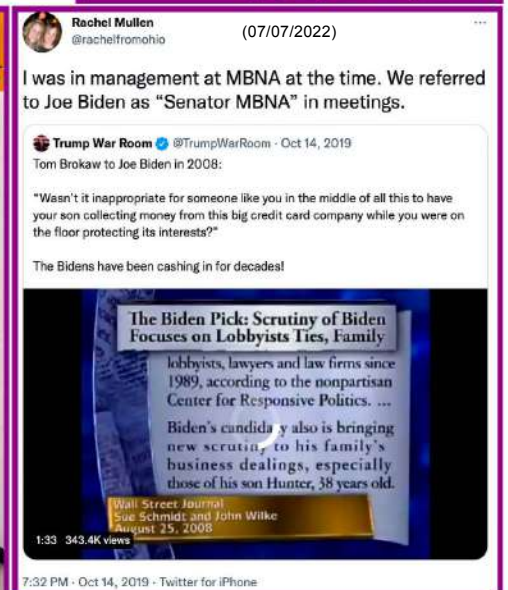 Rachel Mullen
@rachelfromohio
(07/07/2022)
...
I was in management at MBNA at the time. We referred
to Joe Biden as “Senator MBNA” in meetings.
Trump War Room @TrumpWarRoom · Oct 14, 2019
Tom Brokaw to Joe Biden in 2008:
"Wasn't it inappropriate for someone like you in the middle of all this to have
your son collecting money from this big credit card company while you were on
the floor protecting its interests?"
The Bidens have been cashing in for decades!
The Biden Pick: Scrutiny of Biden
Focuses on Lobbyists Ties, Family
lobbyists, lawyers and law firms since
1989, according to the nonpartisan
Center for Responsive Politics. ...
Biden's candida y also is bringing
new scrutiny to his family's
business dealings, especially
those of his son Hunter, 38 years old.
Wall Street Journal
Sue Schmidt and John Wilke
August 25, 2008
1:33 343.4K views
7:32 PM · Oct 14, 2019 · Twitter for iPhone